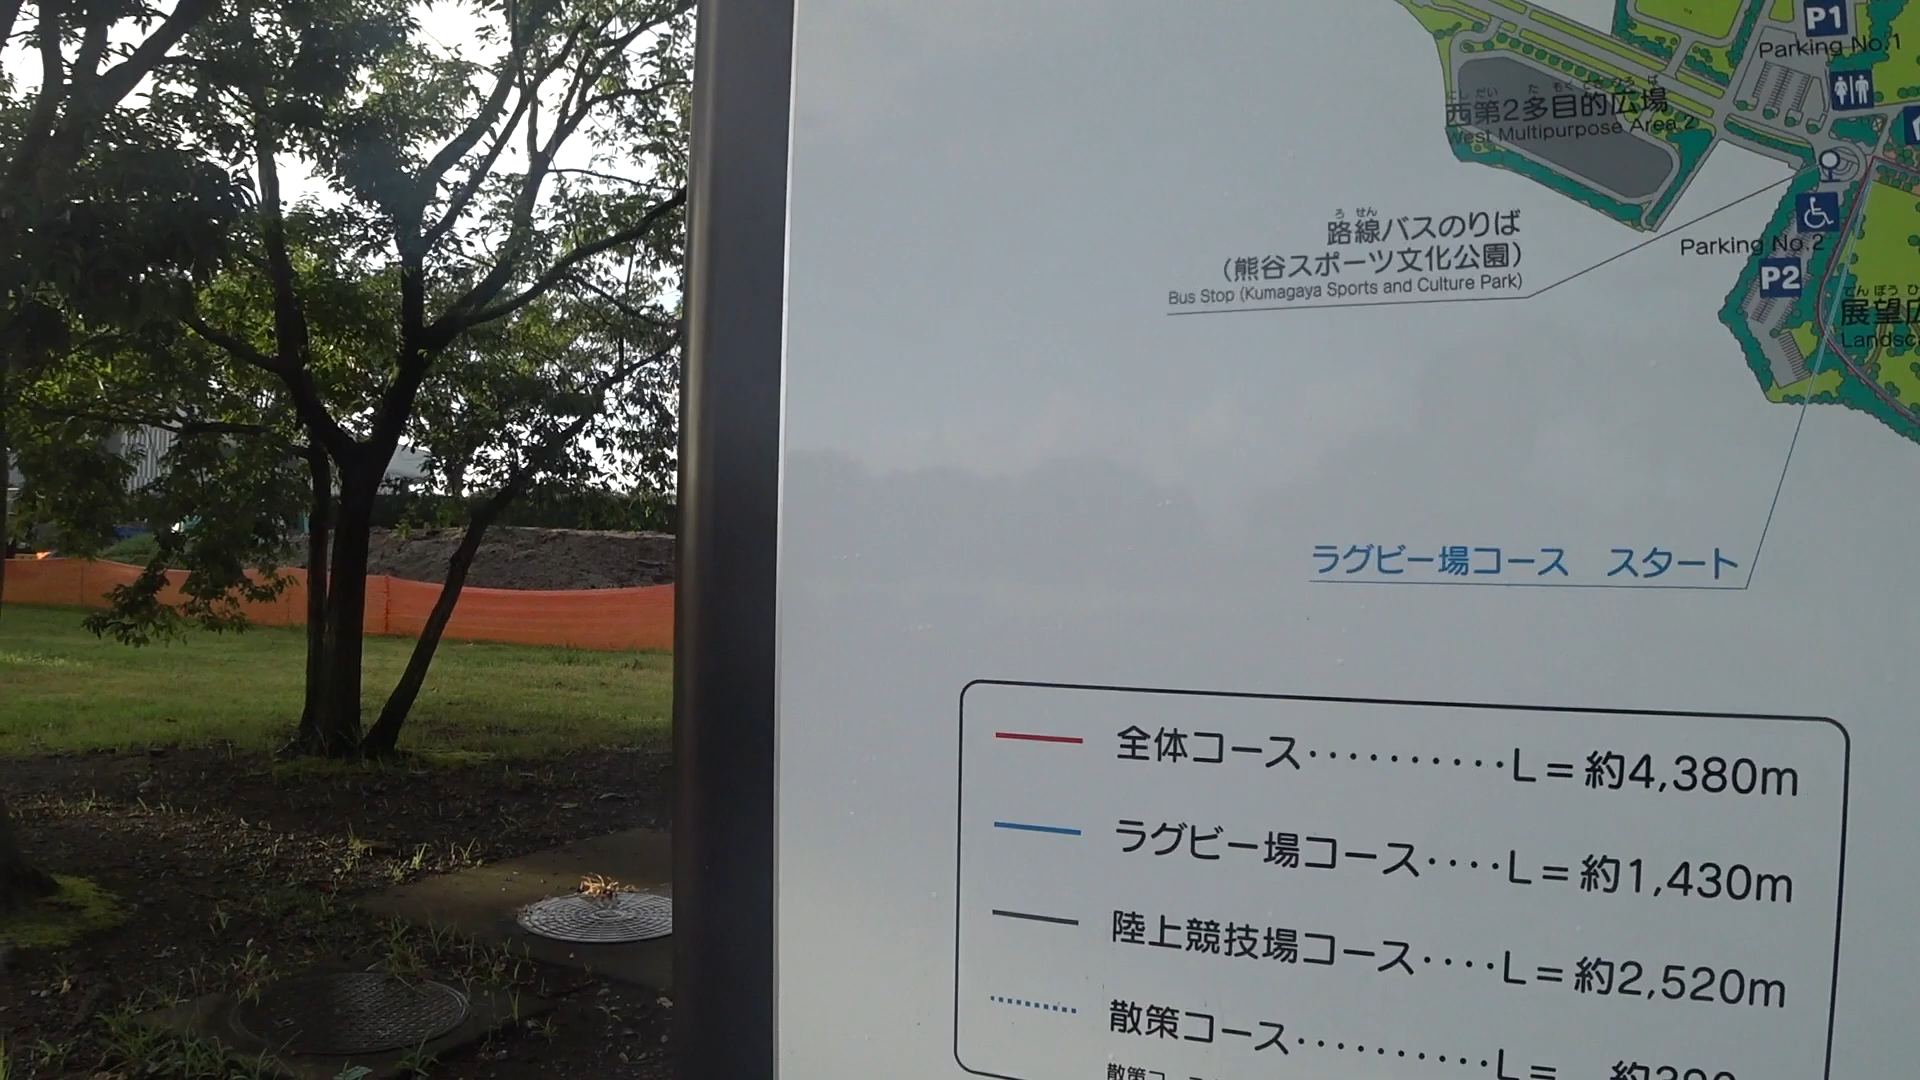 P1
Parking No.1
にしだい た もくてきひろば
西第2多目的広場
West Multipurpose Area 2
ろ せん
路線バスのりば
（熊谷スポーツ文化公園）
Bus Stop (Kumagaya Sports and Culture Park)
Parking No.2
P2
てんぼう
展望
ラグビー場コース　スタート
全体コース··········L＝約4,380m
ラグビー場コース····L＝約1,430m
陸上競技場コース····L＝約2,520m
散策コース··········L＝